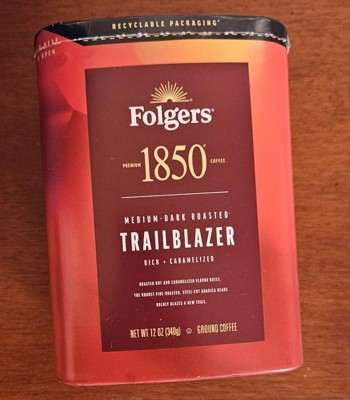 RECYCLABLE PACKAGING*
OPEN
Folgers®
PREMIUM 1850® COFFEE
MEDIUM-DARK ROASTED
TRAILBLAZER
RICH • CARAMELIZED
ROASTED NUT AND CARAMELIZED FLAVOR NOTES.
THE ROBUST FIRE-ROASTED, STEEL-CUT ARABICA BEANS
BOLDLY BLAZES A NEW TRAIL.
NET WT 12 OZ (340g) GROUND COFFEE